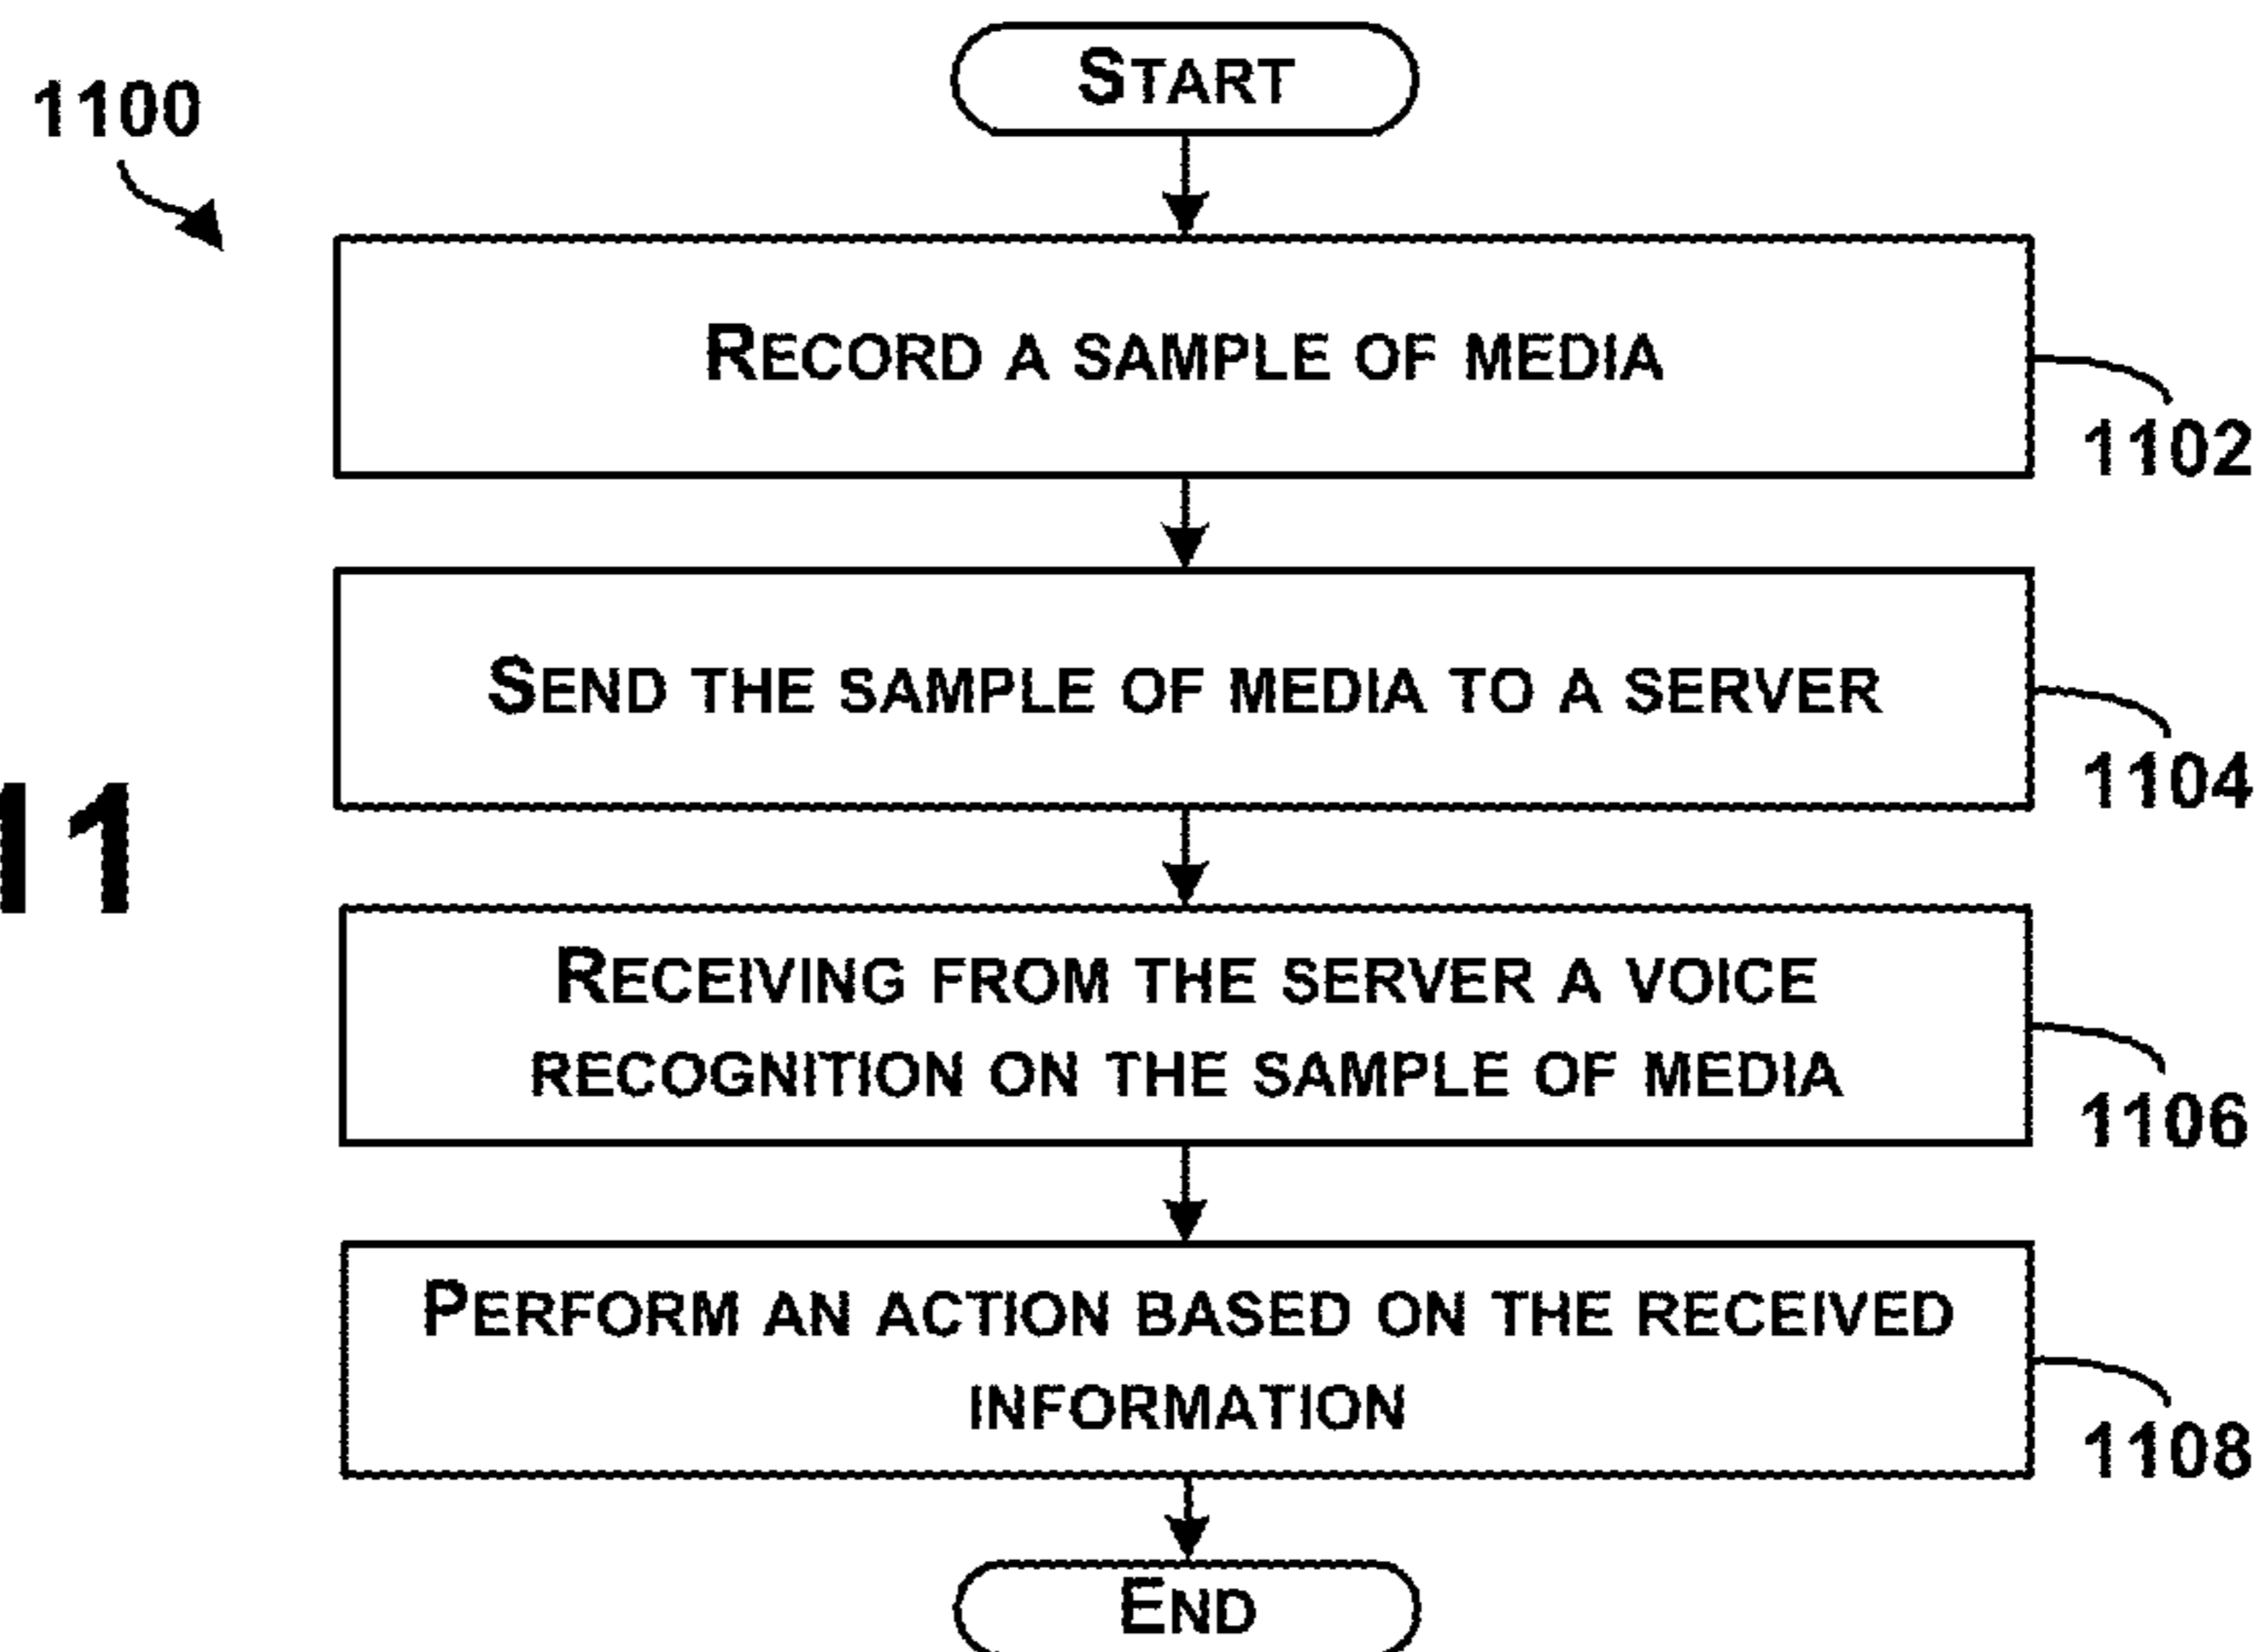 START
1100
RECORD A SAMPLE OF MEDIA
1102
SEND THE SAMPLE OF MEDIA TO A SERVER
1104
11
RECEIVING FROM THE SERVER A VOICE
RECOGNITION ON THE SAMPLE OF MEDIA
1106
PERFORM AN ACTION BASED ON THE RECEIVED
INFORMATION
1108
END